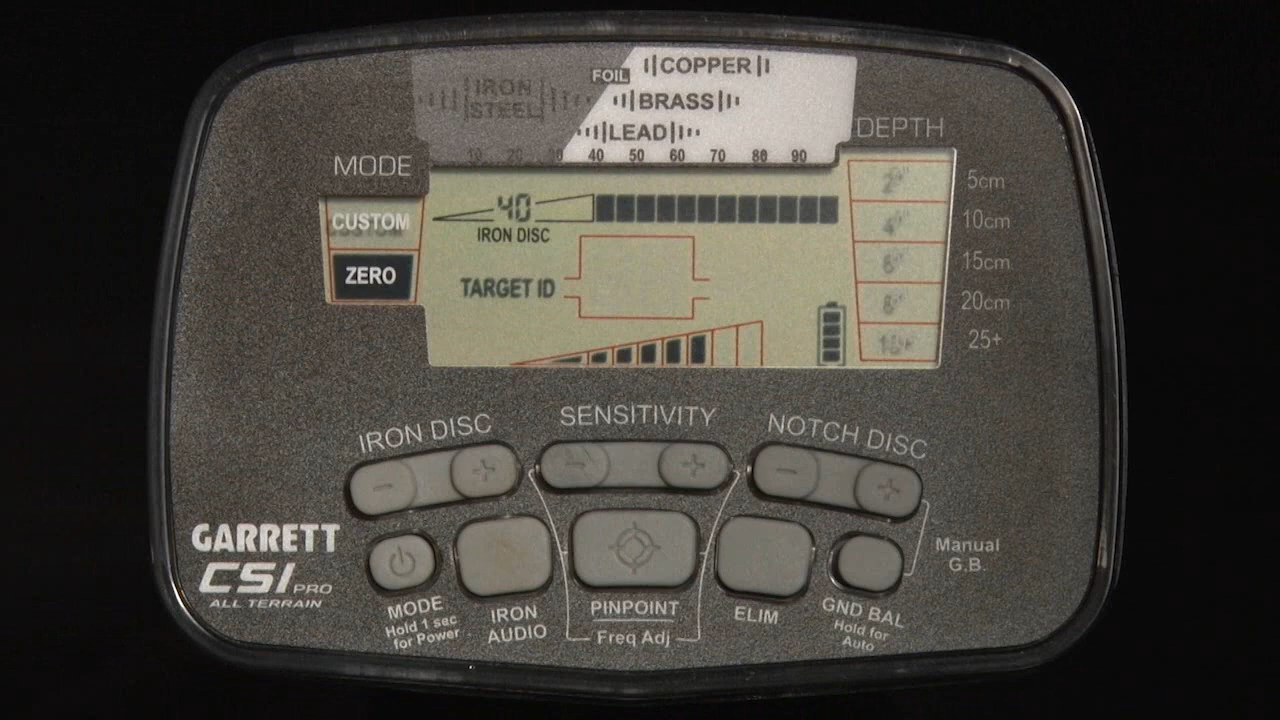 FOIL
COPPER
IRON
STEEL
BRASS
LEAD
10 20 30 40 50 60 70 80 90
DEPTH
MODE
CUSTOM
ZERO
40
IRON DISC
TARGET ID
2" 5cm
4" 10cm
6" 15cm
8" 20cm
10+ 25+
IRON DISC
SENSITIVITY
NOTCH DISC
- +
- +
- +
GARRETT
CSI PRO
ALL TERRAIN
MODE
Hold 1 sec
for Power
IRON
AUDIO
PINPOINT
Freq Adj
ELIM
GND BAL
Hold for
Auto
Manual
G.B.